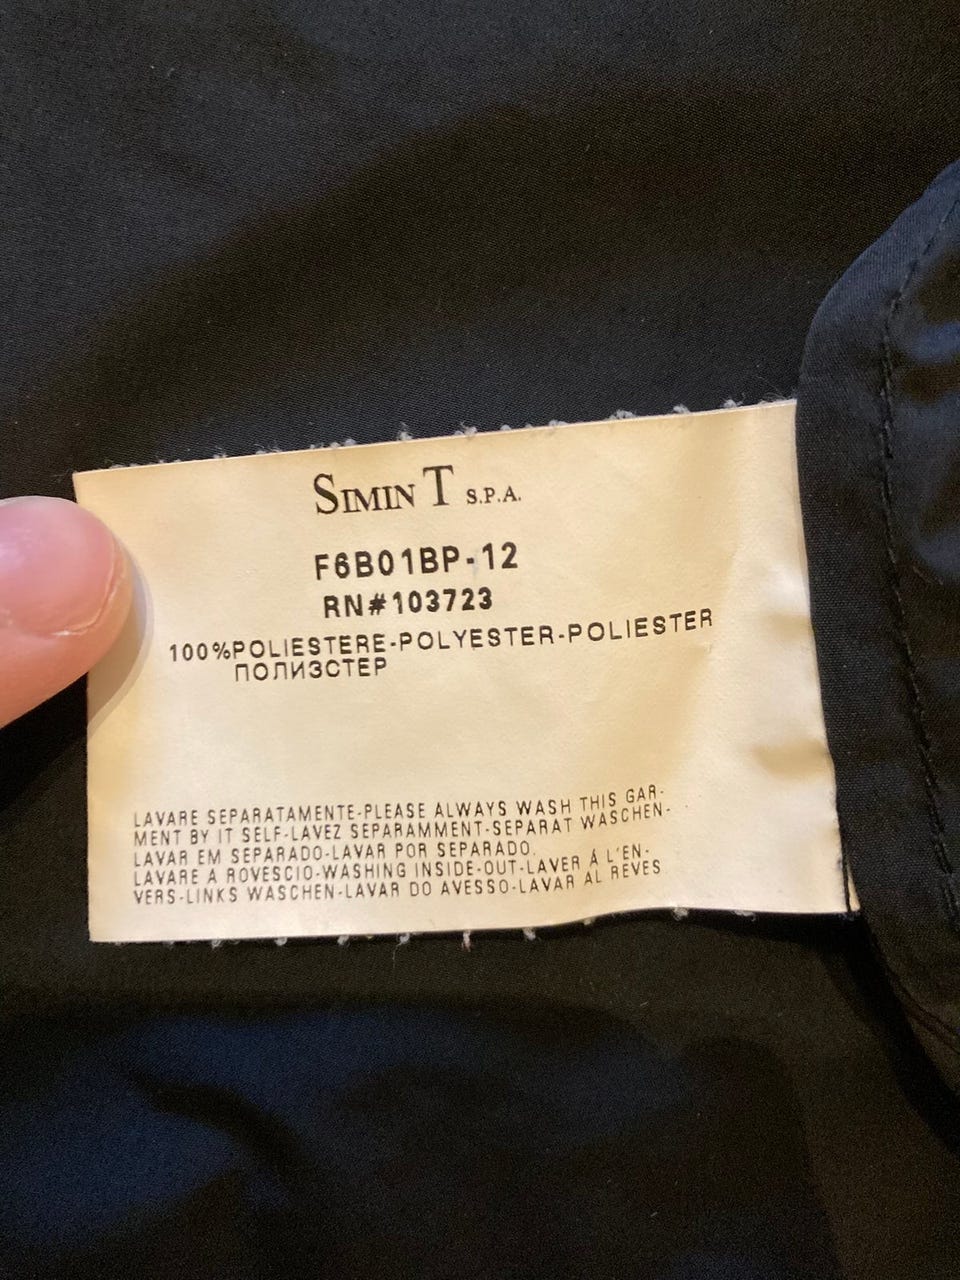 SIMIN T S.P.A.
F6B01BP-12
RN#103723
100%POLIESTERE-POLYESTER-POLIESTER
ПОЛИЗСТЕР
LAVARE SEPARATAMENTE-PLEASE ALWAYS WASH THIS GAR-
MENT BY IT SELF-LAVEZ SEPARAMMENT-SEPARAT WASCHEN-
LAVAR EM SEPARADO-LAVAR POR SEPARADO.
LAVARE A ROVESCIO-WASHING INSIDE-OUT-LAVER Á L'EN-
VERS-LINKS WASCHEN-LAVAR DO AVESSO-LAVAR AL REVES